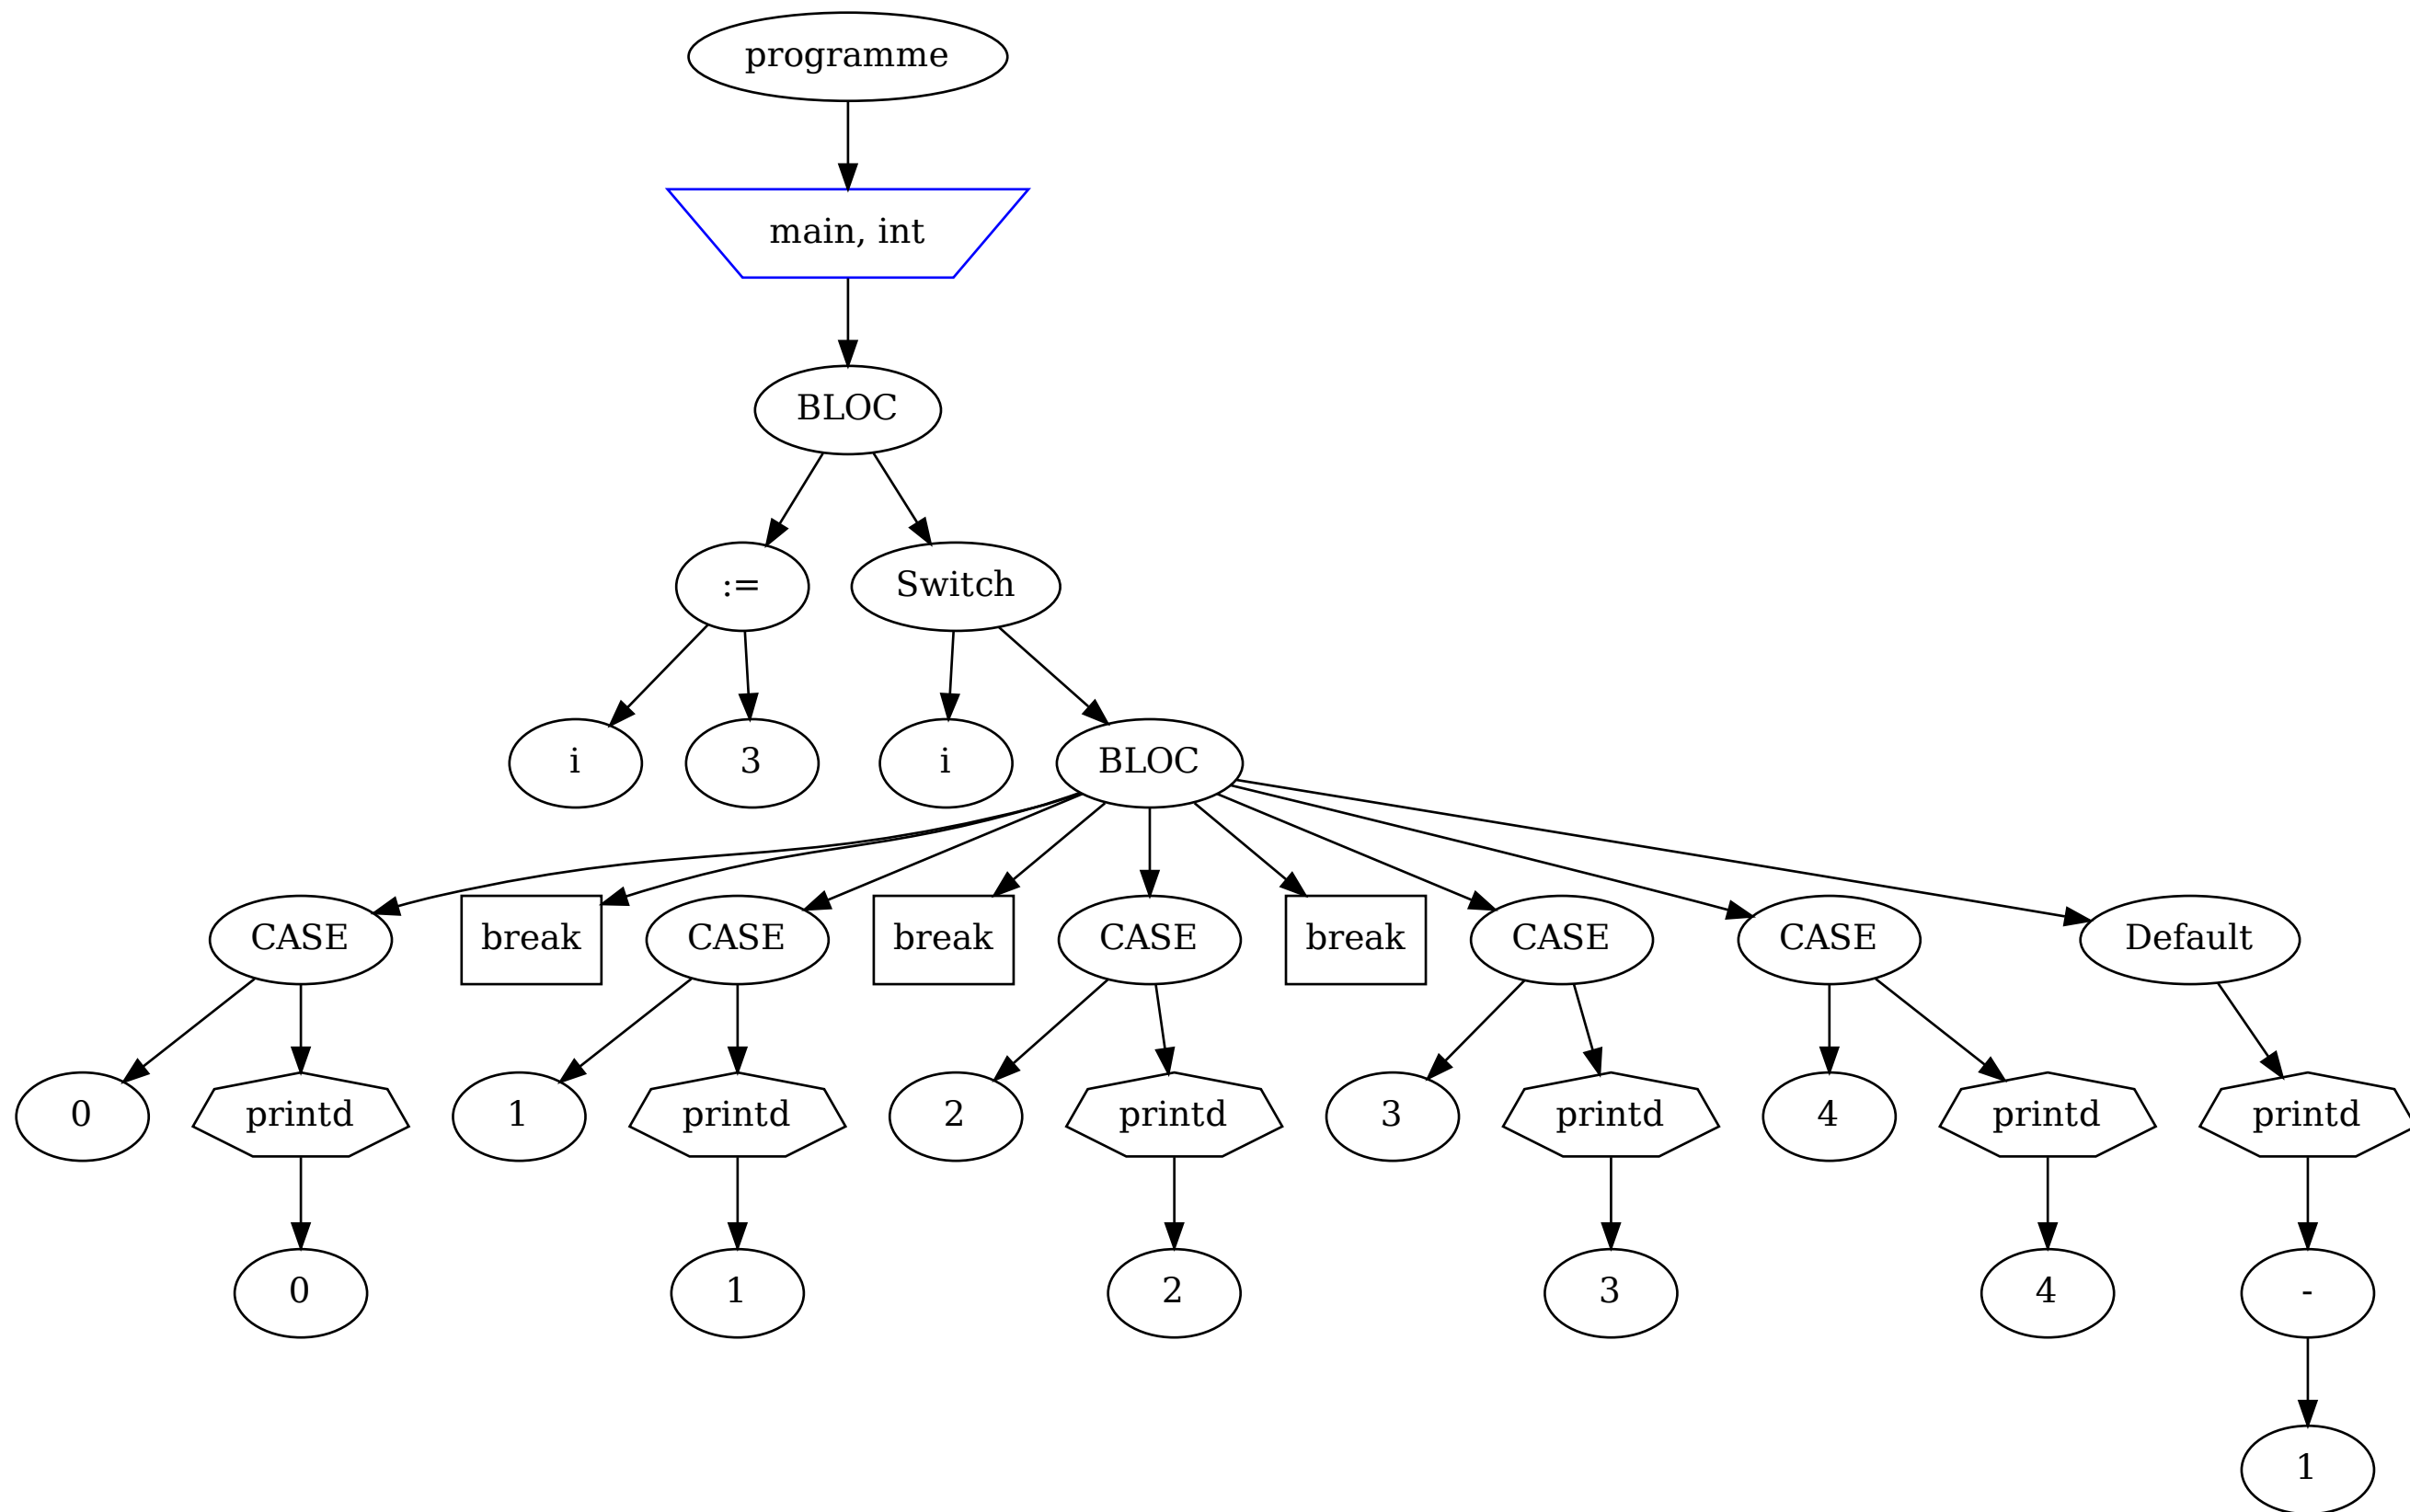 programme
main, int
BLOC
:=
Switch
i
3
i
BLOC
CASE
break
CASE
break
CASE
break
CASE
CASE
Default
0
printd
1
printd
2
printd
3
printd
4
printd
printd
0
1
2
3
4
-
1